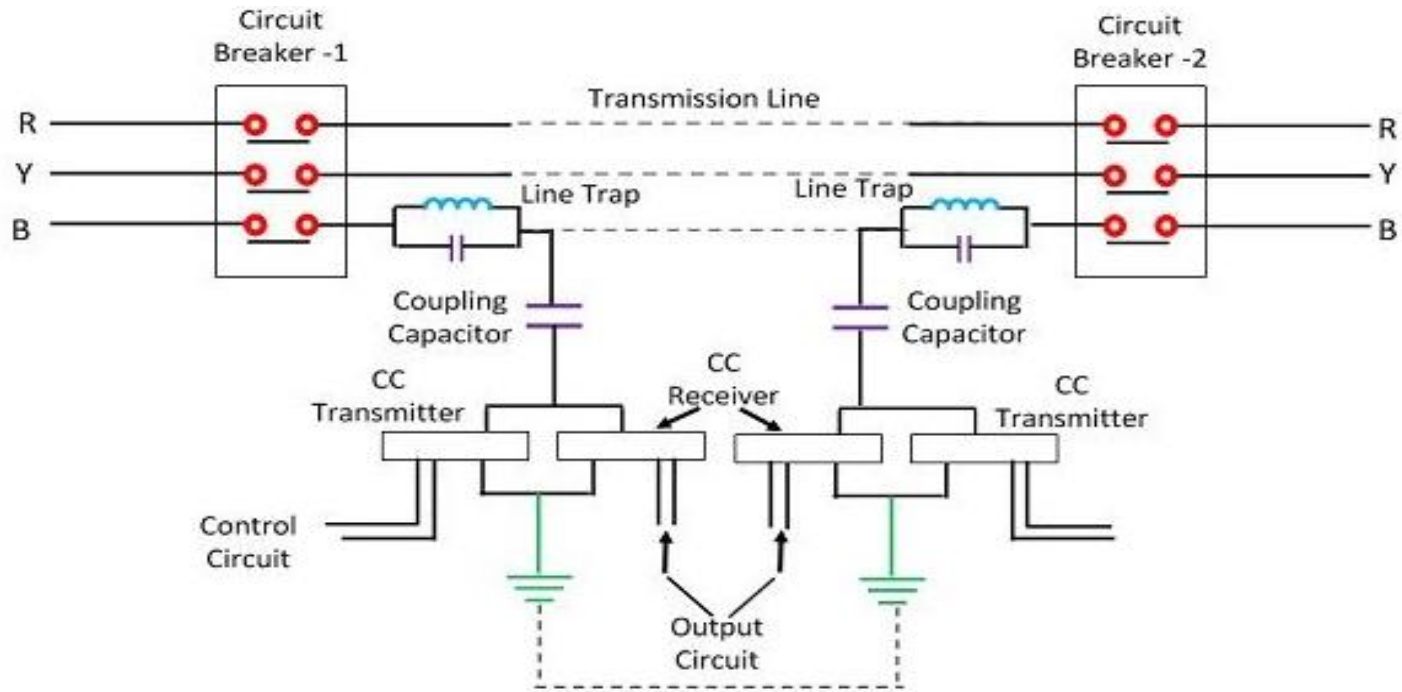 Circuit
Breaker -1
Circuit
Breaker -2
Transmission Line
R
R
Y
Y
Line Trap
Line Trap
B
B
Coupling
Capacitor
Coupling
Capacitor
CC
Transmitter
CC
Receiver
CC
Transmitter
Control
Circuit
Output
Circuit